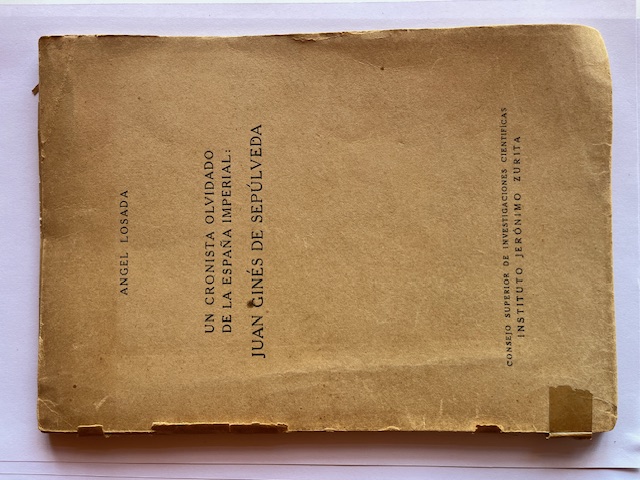 ANGEL LOSADA
UN CRONISTA OLVIDADO
DE LA ESPAÑA IMPERIAL:
JUAN GINÉS DE SEPÚLVEDA
CONSEJO SUPERIOR DE INVESTIGACIONES CIENTIFÍCAS
INSTITUTO JERÓNIMO ZURITA